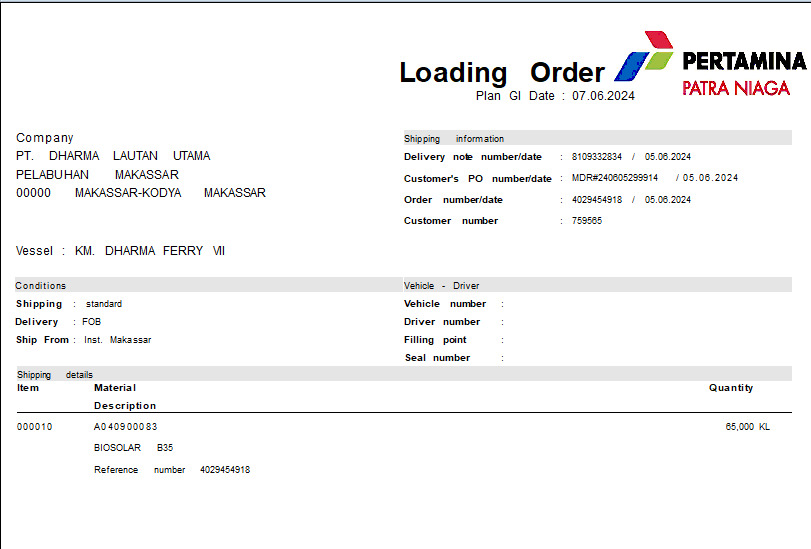 Loading Order
PERTAMINA
PATRA NIAGA
Plan GI Date : 07.06.2024
Company
PT. DHARMA LAUTAN UTAMA
PELABUHAN MAKASSAR
00000 MAKASSAR-KODYA MAKASSAR
Vessel : KM. DHARMA FERRY VII
Shipping information
Delivery note number/date : 8109332834 / 05.06.2024
Customer's PO number/date : MDR#240605299914 / 05.06.2024
Order number/date : 4029454918 / 05.06.2024
Customer number : 759565
Conditions
Shipping : standard
Delivery : FOB
Ship From : Inst. Makassar
Vehicle - Driver
Vehicle number :
Driver number :
Filling point :
Seal number :
Shipping details
Item Material Quantity
Description
000010 A040900083 65,000 KL
BIOSOLAR B35
Reference number 4029454918